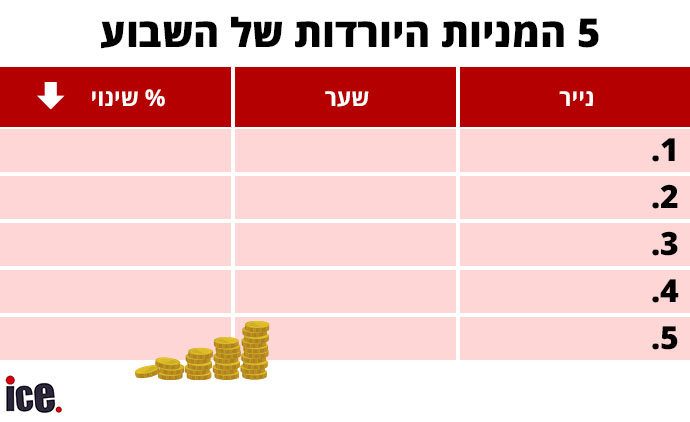 5 המניות היורדות של השבוע
נייר שער % שינוי
1.
2.
3.
4.
5.
ice.